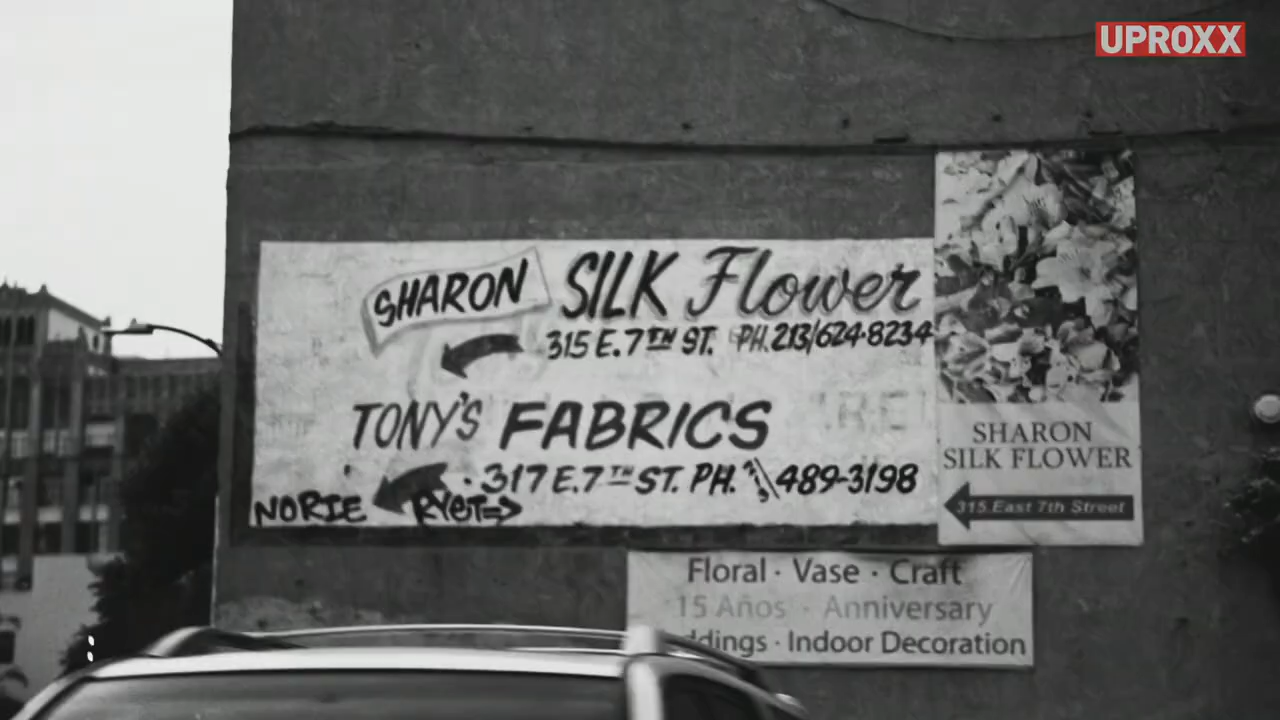 UPROXX
SHARON SILK Flower
315 E. 7TH ST. PH. 213/624-8234
TONY'S FABRICS
317 E. 7TH ST. PH. 489-3198
NORIE
SHARON
SILK FLOWER
315 East 7th Street
Floral · Vase · Craft
15 Años · Anniversary
ddings · Indoor Decoration